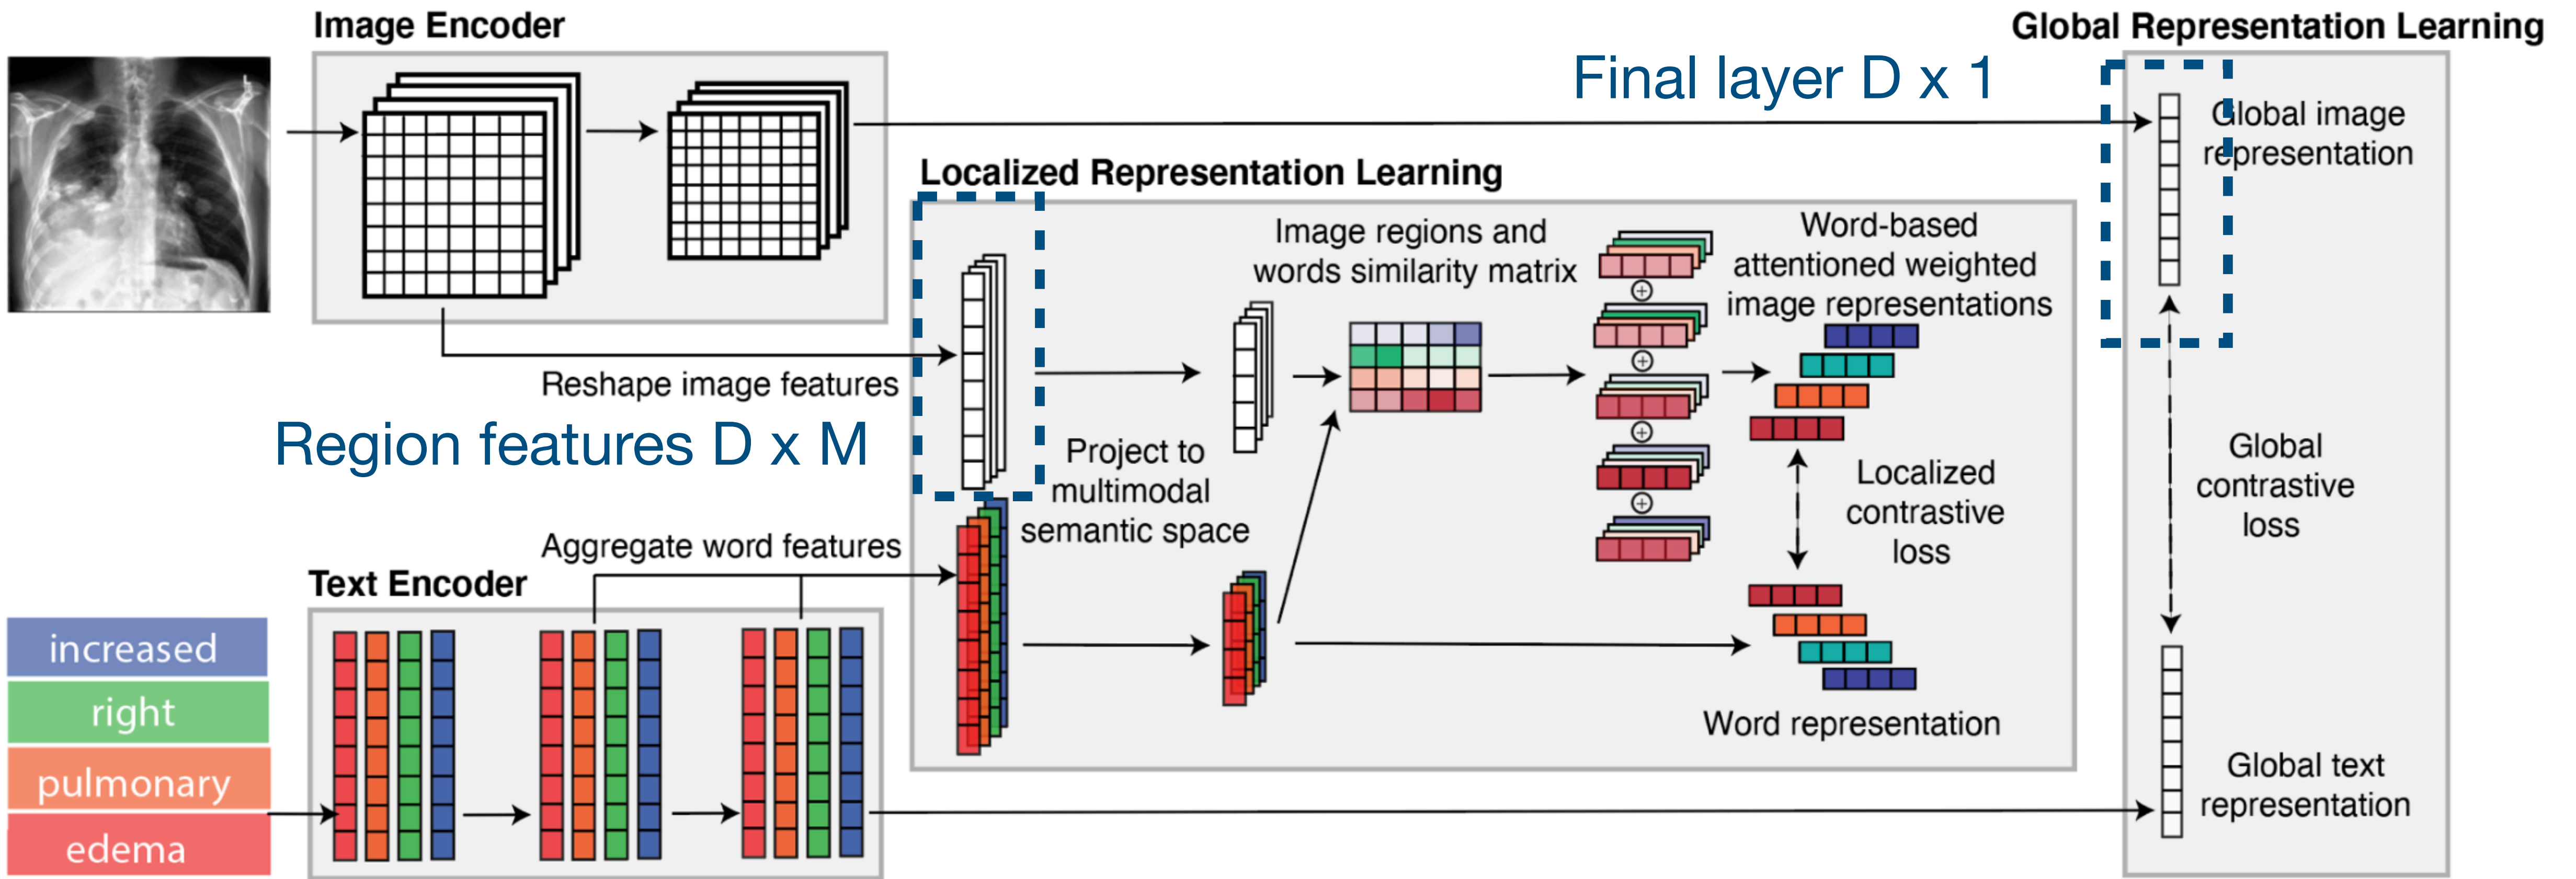 Image Encoder
Global Representation Learning
Final layer D x 1
Global image
representation
L
Localized Representation Learning
Image regions and
words similarity matrix
Word-based
attentioned weighted
image representations
Reshape image features
Region features D x M
Project to
multimodal
semantic space
Localized
contrastive
loss
Global
contrastive
loss
Aggregate word features
Text Encoder
increased
right
pulmonary
edema
Word representation
Global text
representation